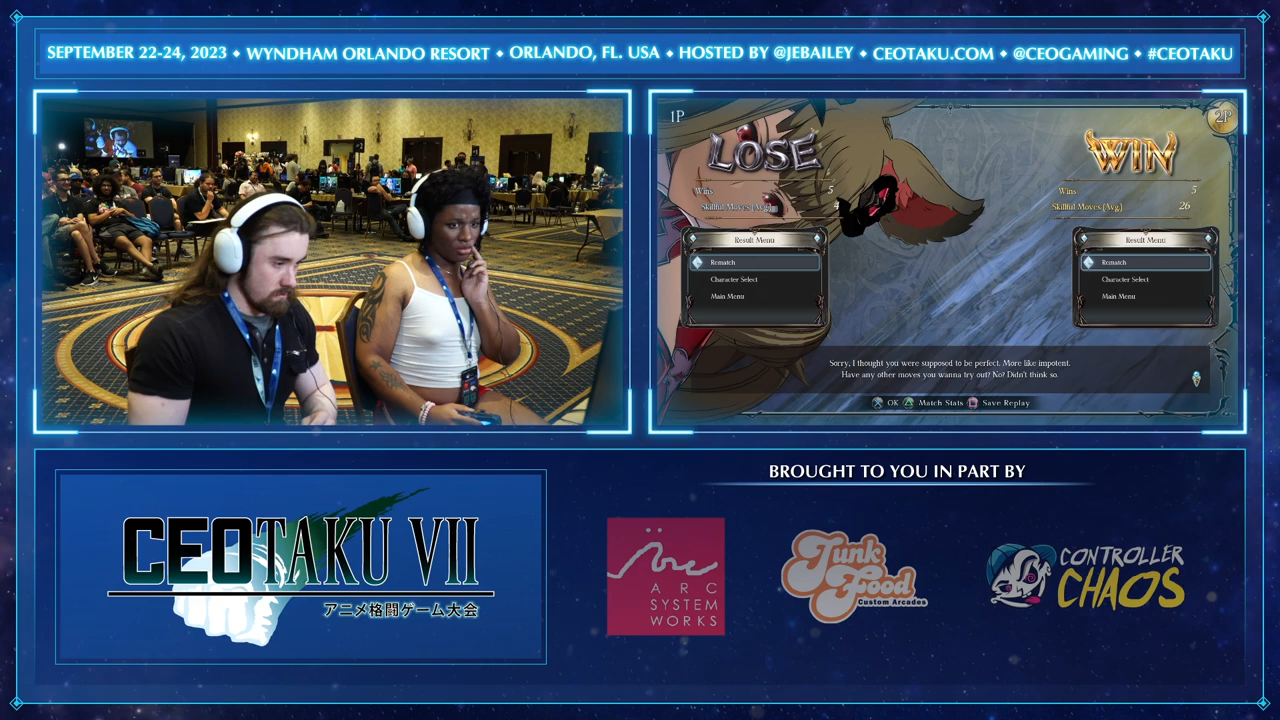 SEPTEMBER 22-24, 2023 ◆ WYNDHAM ORLANDO RESORT ◆ ORLANDO, FL. USA ◆ HOSTED BY @JEBAILEY ◆ CEOTAKU.COM ◆ @CEOGAMING ◆ #CEOTAKU
1P
2P
LOSE
WIN
Wins 5
Wins 5
Skillful Moves (Avg.) 4
Skillful Moves (Avg.) 26
Result Menu
Result Menu
Rematch
Rematch
Character Select
Character Select
Main Menu
Main Menu
Sorry, I thought you were supposed to be perfect. More like impotent.
Have any other moves you wanna try out? No? Didn't think so.
OK Match Stats Save Replay
BROUGHT TO YOU IN PART BY
CEOTAKU VII
アニメ格闘ゲーム大会
ARC
SYSTEM
WORKS
Junk
Food
Custom Arcades
CONTROLLER
CHAOS